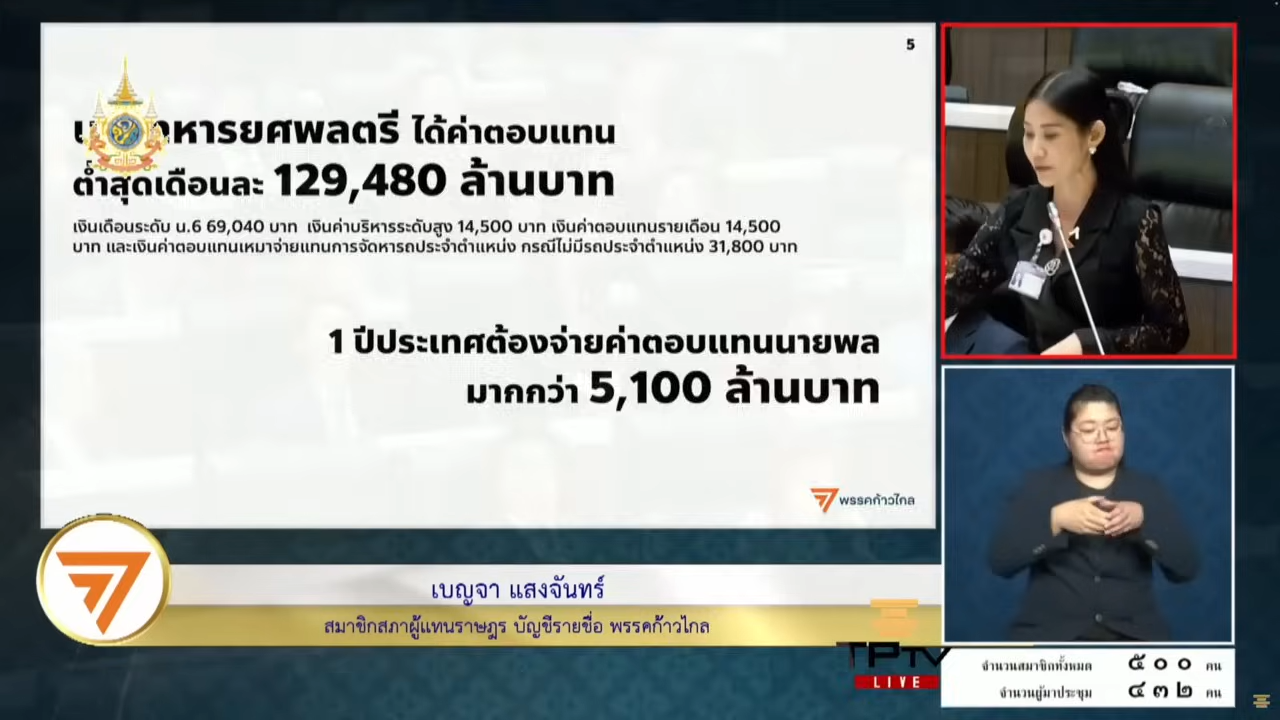 5
ทหารยศพลตรี ได้ค่าตอบแทน
ต่ำสุดเดือนละ 129,480 ล้านบาท
เงินเดือนระดับ น.6 69,040 บาท เงินค่าบริหารระดับสูง 14,500 บาท เงินค่าตอบแทนรายเดือน 14,500
บาท และเงินค่าตอบแทนเหมาจ่ายแทนการจัดหารถประจำตำแหน่ง กรณีไม่มีรถประจำตำแหน่ง 31,800 บาท
1 ปีประเทศต้องจ่ายค่าตอบแทนนายพล
มากกว่า 5,100 ล้านบาท
พรรคก้าวไกล
เบญจา แสงจันทร์
สมาชิกสภาผู้แทนราษฎร บัญชีรายชื่อ พรรคก้าวไกล
TPTV
LIVE
จำนวนสมาชิกทั้งหมด ๕๐๐ คน
จำนวนผู้มาประชุม ๔๓๒ คน